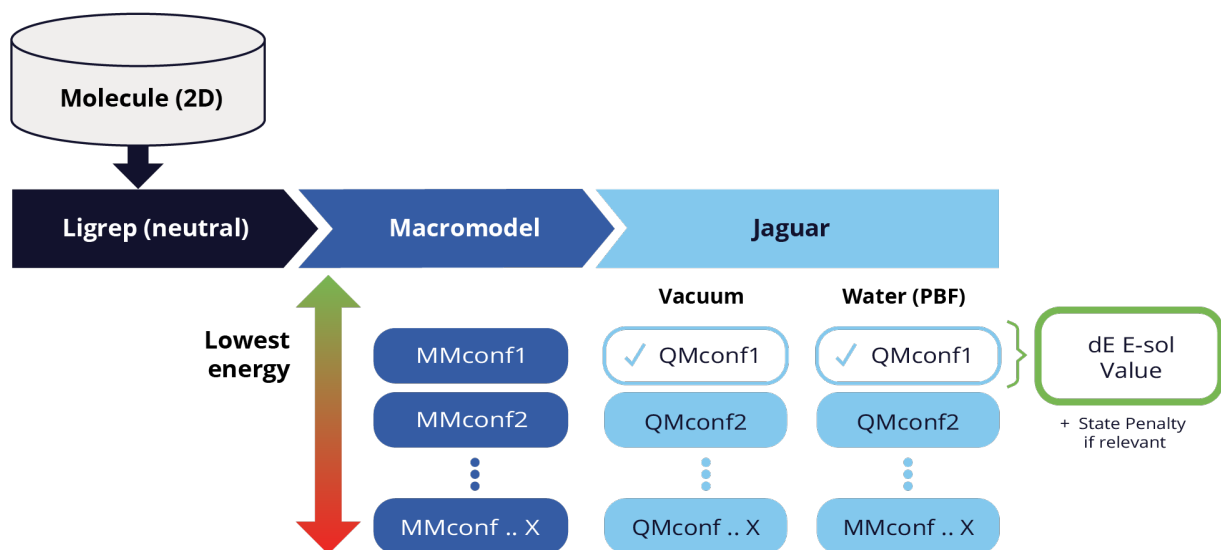 Molecule (2D)
Ligrep (neutral)
Macromodel
Jaguar
Vacuum
Water (PBF)
Lowest
energy
MMconf1
QMconf1
QMconf1
dE E-sol
Value
MMconf2
QMconf2
QMconf2
+ State Penalty
if relevant
MMconf .. X
QMconf .. X
MMconf .. X